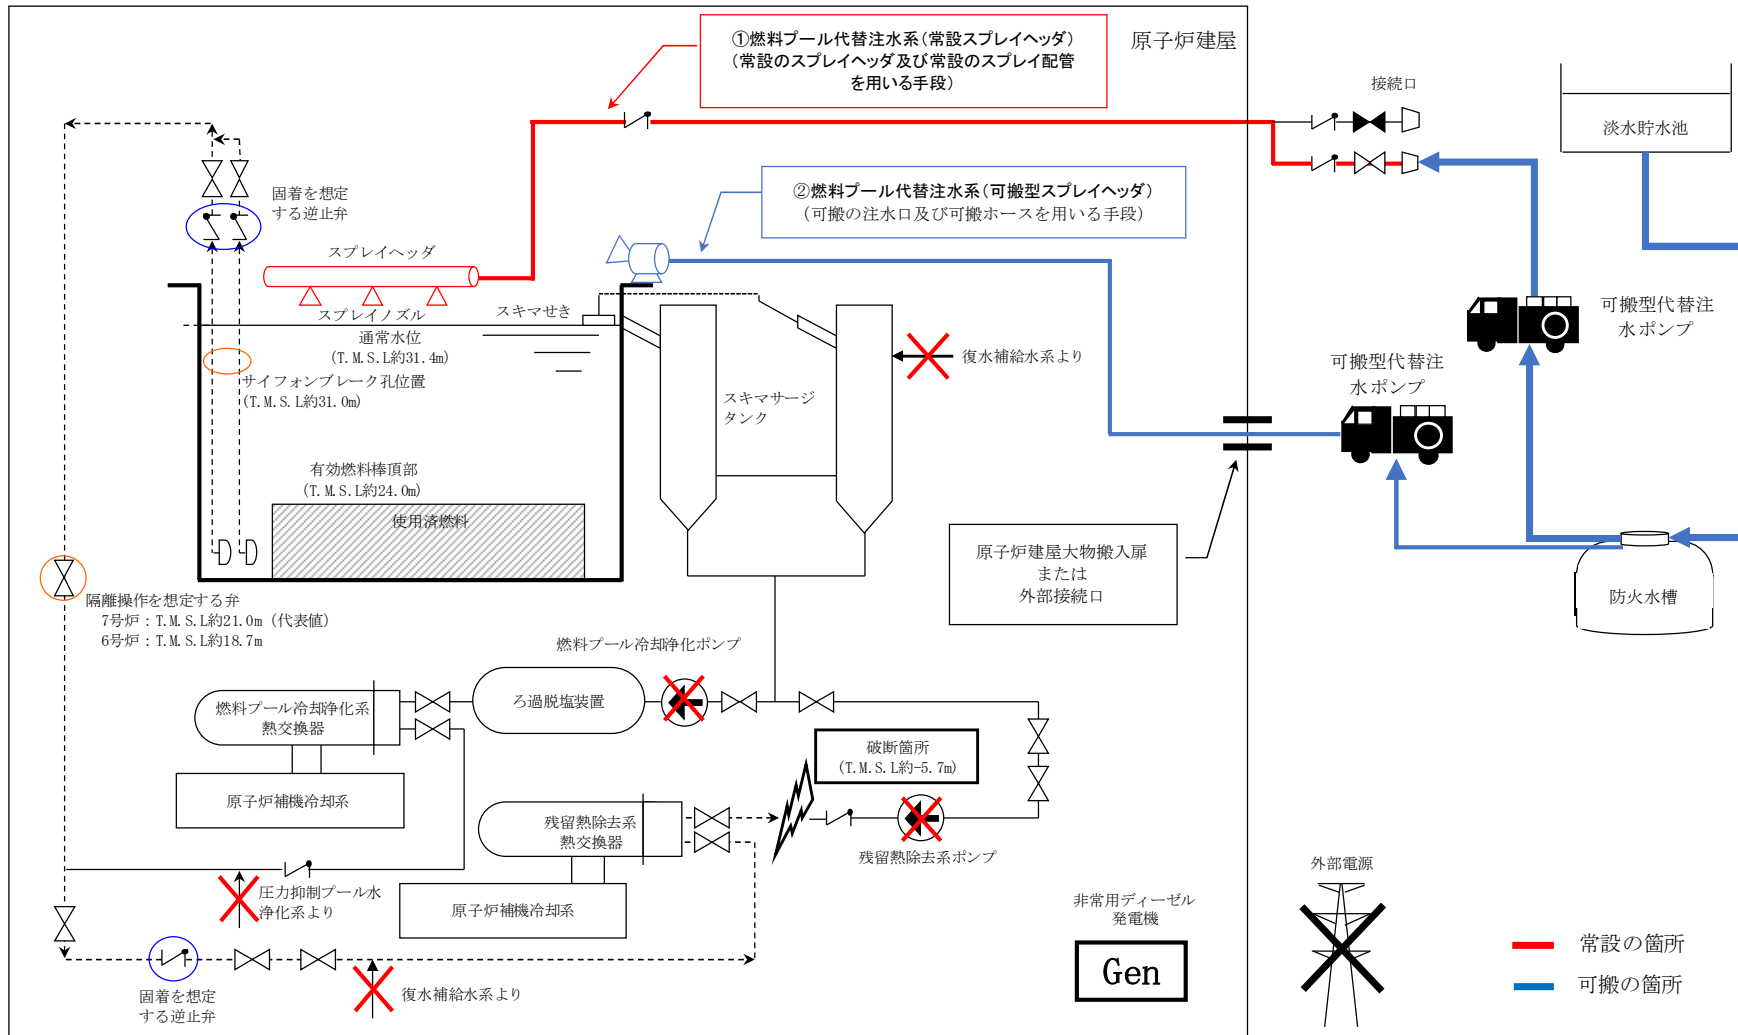 ①燃料プール代替注水系(常設スプレイヘッダ)
(常設のスプレイヘッダ及び常設のスプレイ配管
を用いる手段)
原子炉建屋
接続口
淡水貯水池
②燃料プール代替注水系(可搬型スプレイヘッダ)
(可搬の注水口及び可搬ホースを用いる手段)
固着を想定
する逆止弁
スプレイヘッダ
スプレイノズル
スキマせき
通常水位
(T.M.S.L約31.4m)
サイフォンブレーク孔位置
(T.M.S.L約31.0m)
復水補給水系より
スキマサージ
タンク
可搬型代替注
水ポンプ
可搬型代替注
水ポンプ
有効燃料棒頂部
(T.M.S.L約24.0m)
使用済燃料
原子炉建屋大物搬入扉
または
外部接続口
防火水槽
隔離操作を想定する弁
7号炉：T.M.S.L約21.0m (代表値)
6号炉：T.M.S.L約18.7m
燃料プール冷却浄化ポンプ
燃料プール冷却浄化系
熱交換器
ろ過脱塩装置
破断箇所
(T.M.S.L約-5.7m)
原子炉補機冷却系
残留熱除去系
熱交換器
残留熱除去系ポンプ
圧力抑制プール水
浄化系より
原子炉補機冷却系
非常用ディーゼル
発電機
Gen
外部電源
常設の箇所
可搬の箇所
固着を想定
する逆止弁
復水補給水系より